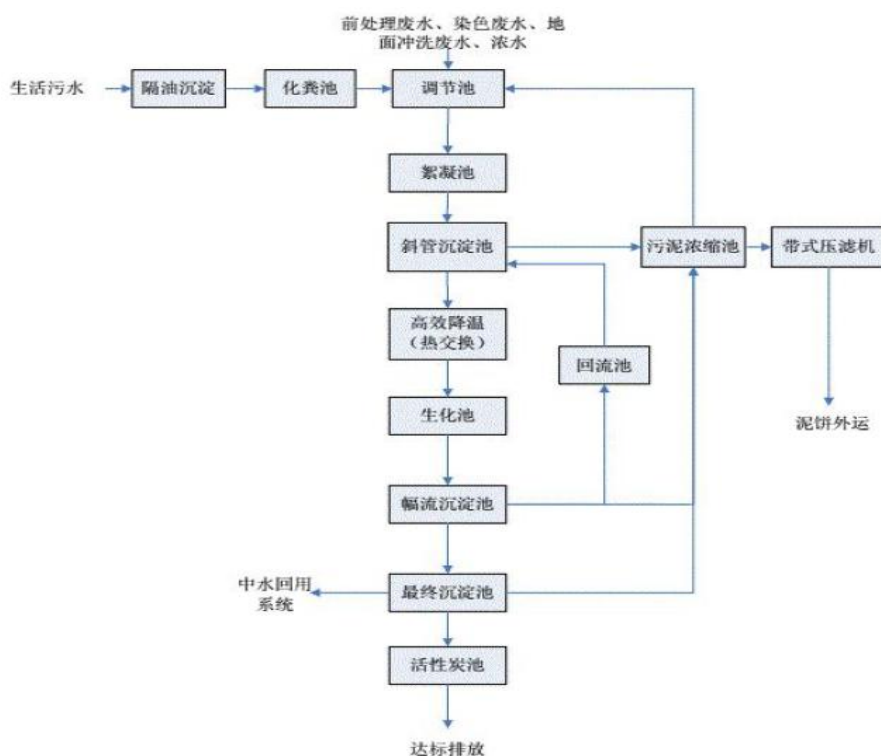 前处理废水、染色废水、地
面冲洗废水、浓水
生活污水
隔油沉淀
化粪池
调节池
絮凝池
斜管沉淀池
污泥浓缩池
带式压滤机
高效降温
（热交换）
回流池
生化池
泥饼外运
幅流沉淀池
中水回用
系统
最终沉淀池
活性炭池
达标排放